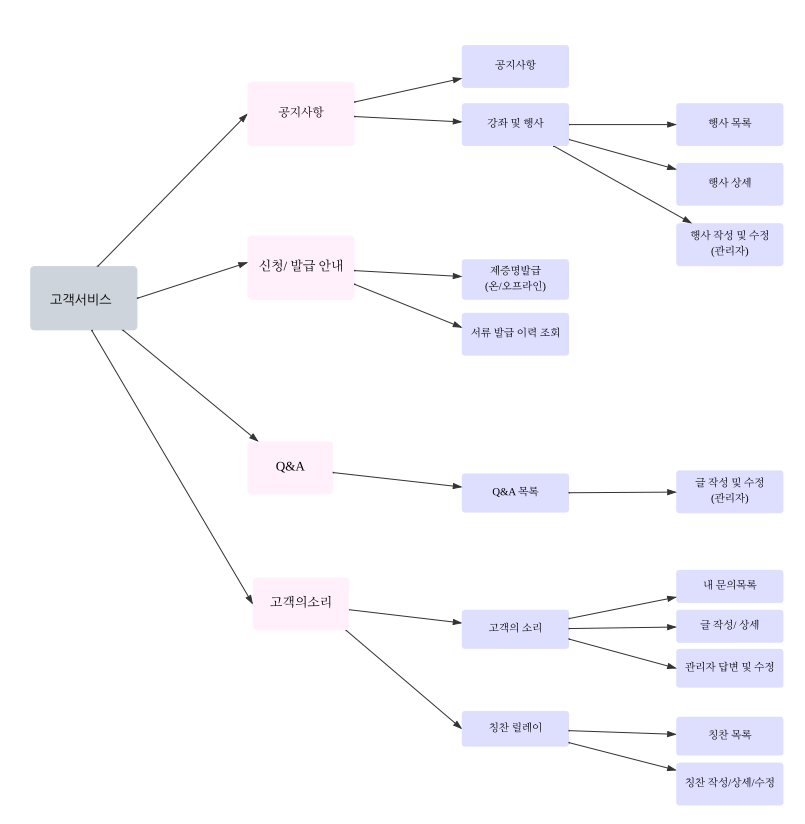 고객서비스
공지사항
공지사항
강좌 및 행사
행사 목록
행사 상세
행사 작성 및 수정
(관리자)
신청/ 발급 안내
제증명발급
(온/오프라인)
서류 발급 이력 조회
Q&A
Q&A 목록
글 작성 및 수정
(관리자)
고객의소리
고객의 소리
내 문의목록
글 작성/ 상세
관리자 답변 및 수정
칭찬 릴레이
칭찬 목록
칭찬 작성/상세/수정